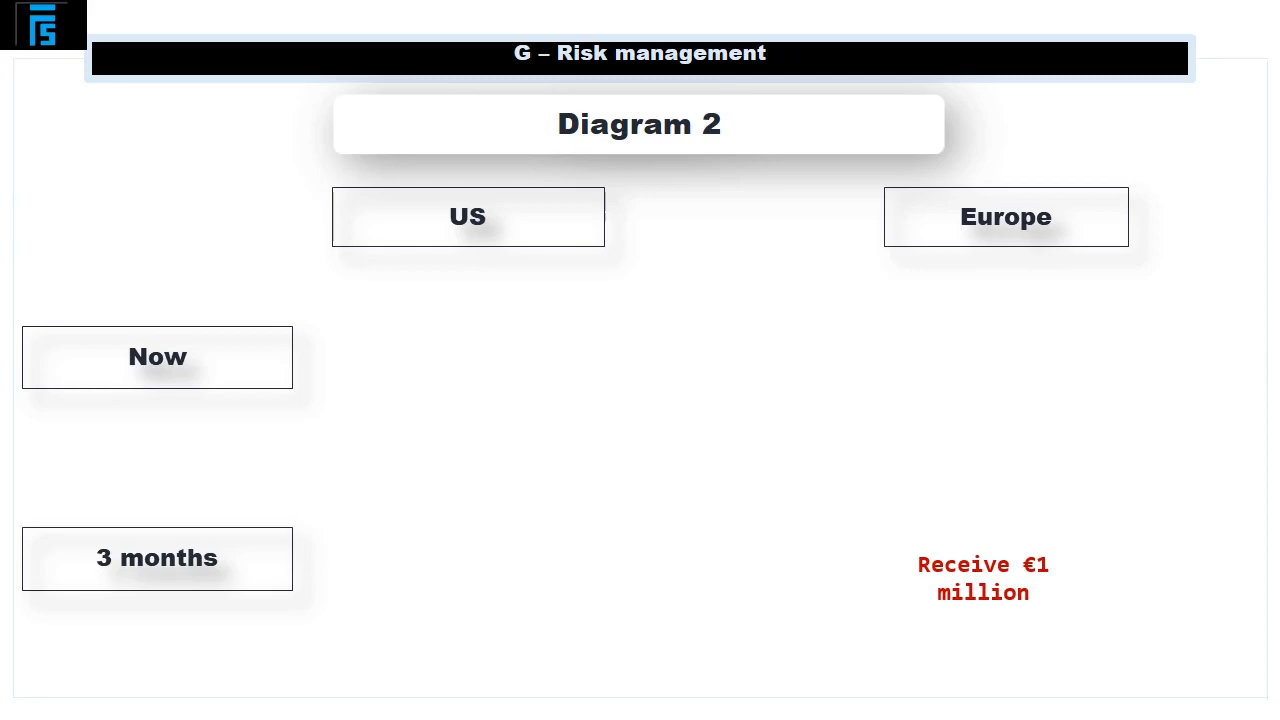 G – Risk management
Diagram 2
US
Europe
Now
3 months
Receive €1
million